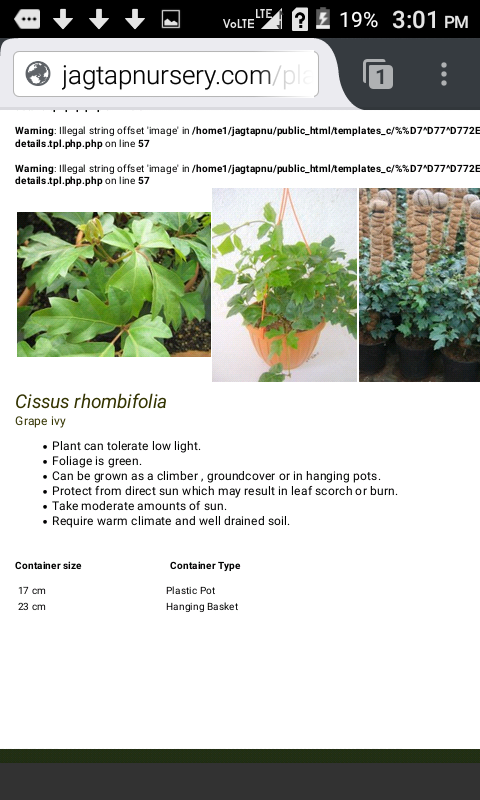 VoLTE LTE 19% 3:01 PM
jagtapnursery.com/pla
1
Warning: Illegal string offset 'image' in /home1/jagtapnu/public_html/templates_c/%%D7^D77^D772E
details.tpl.php.php on line 57
Warning: Illegal string offset 'image' in /home1/jagtapnu/public_html/templates_c/%%D7^D77^D772E
details.tpl.php.php on line 57
Cissus rhombifolia
Grape ivy
• Plant can tolerate low light.
• Foliage is green.
• Can be grown as a climber , groundcover or in hanging pots.
• Protect from direct sun which may result in leaf scorch or burn.
• Take moderate amounts of sun.
• Require warm climate and well drained soil.
Container size Container Type
17 cm Plastic Pot
23 cm Hanging Basket